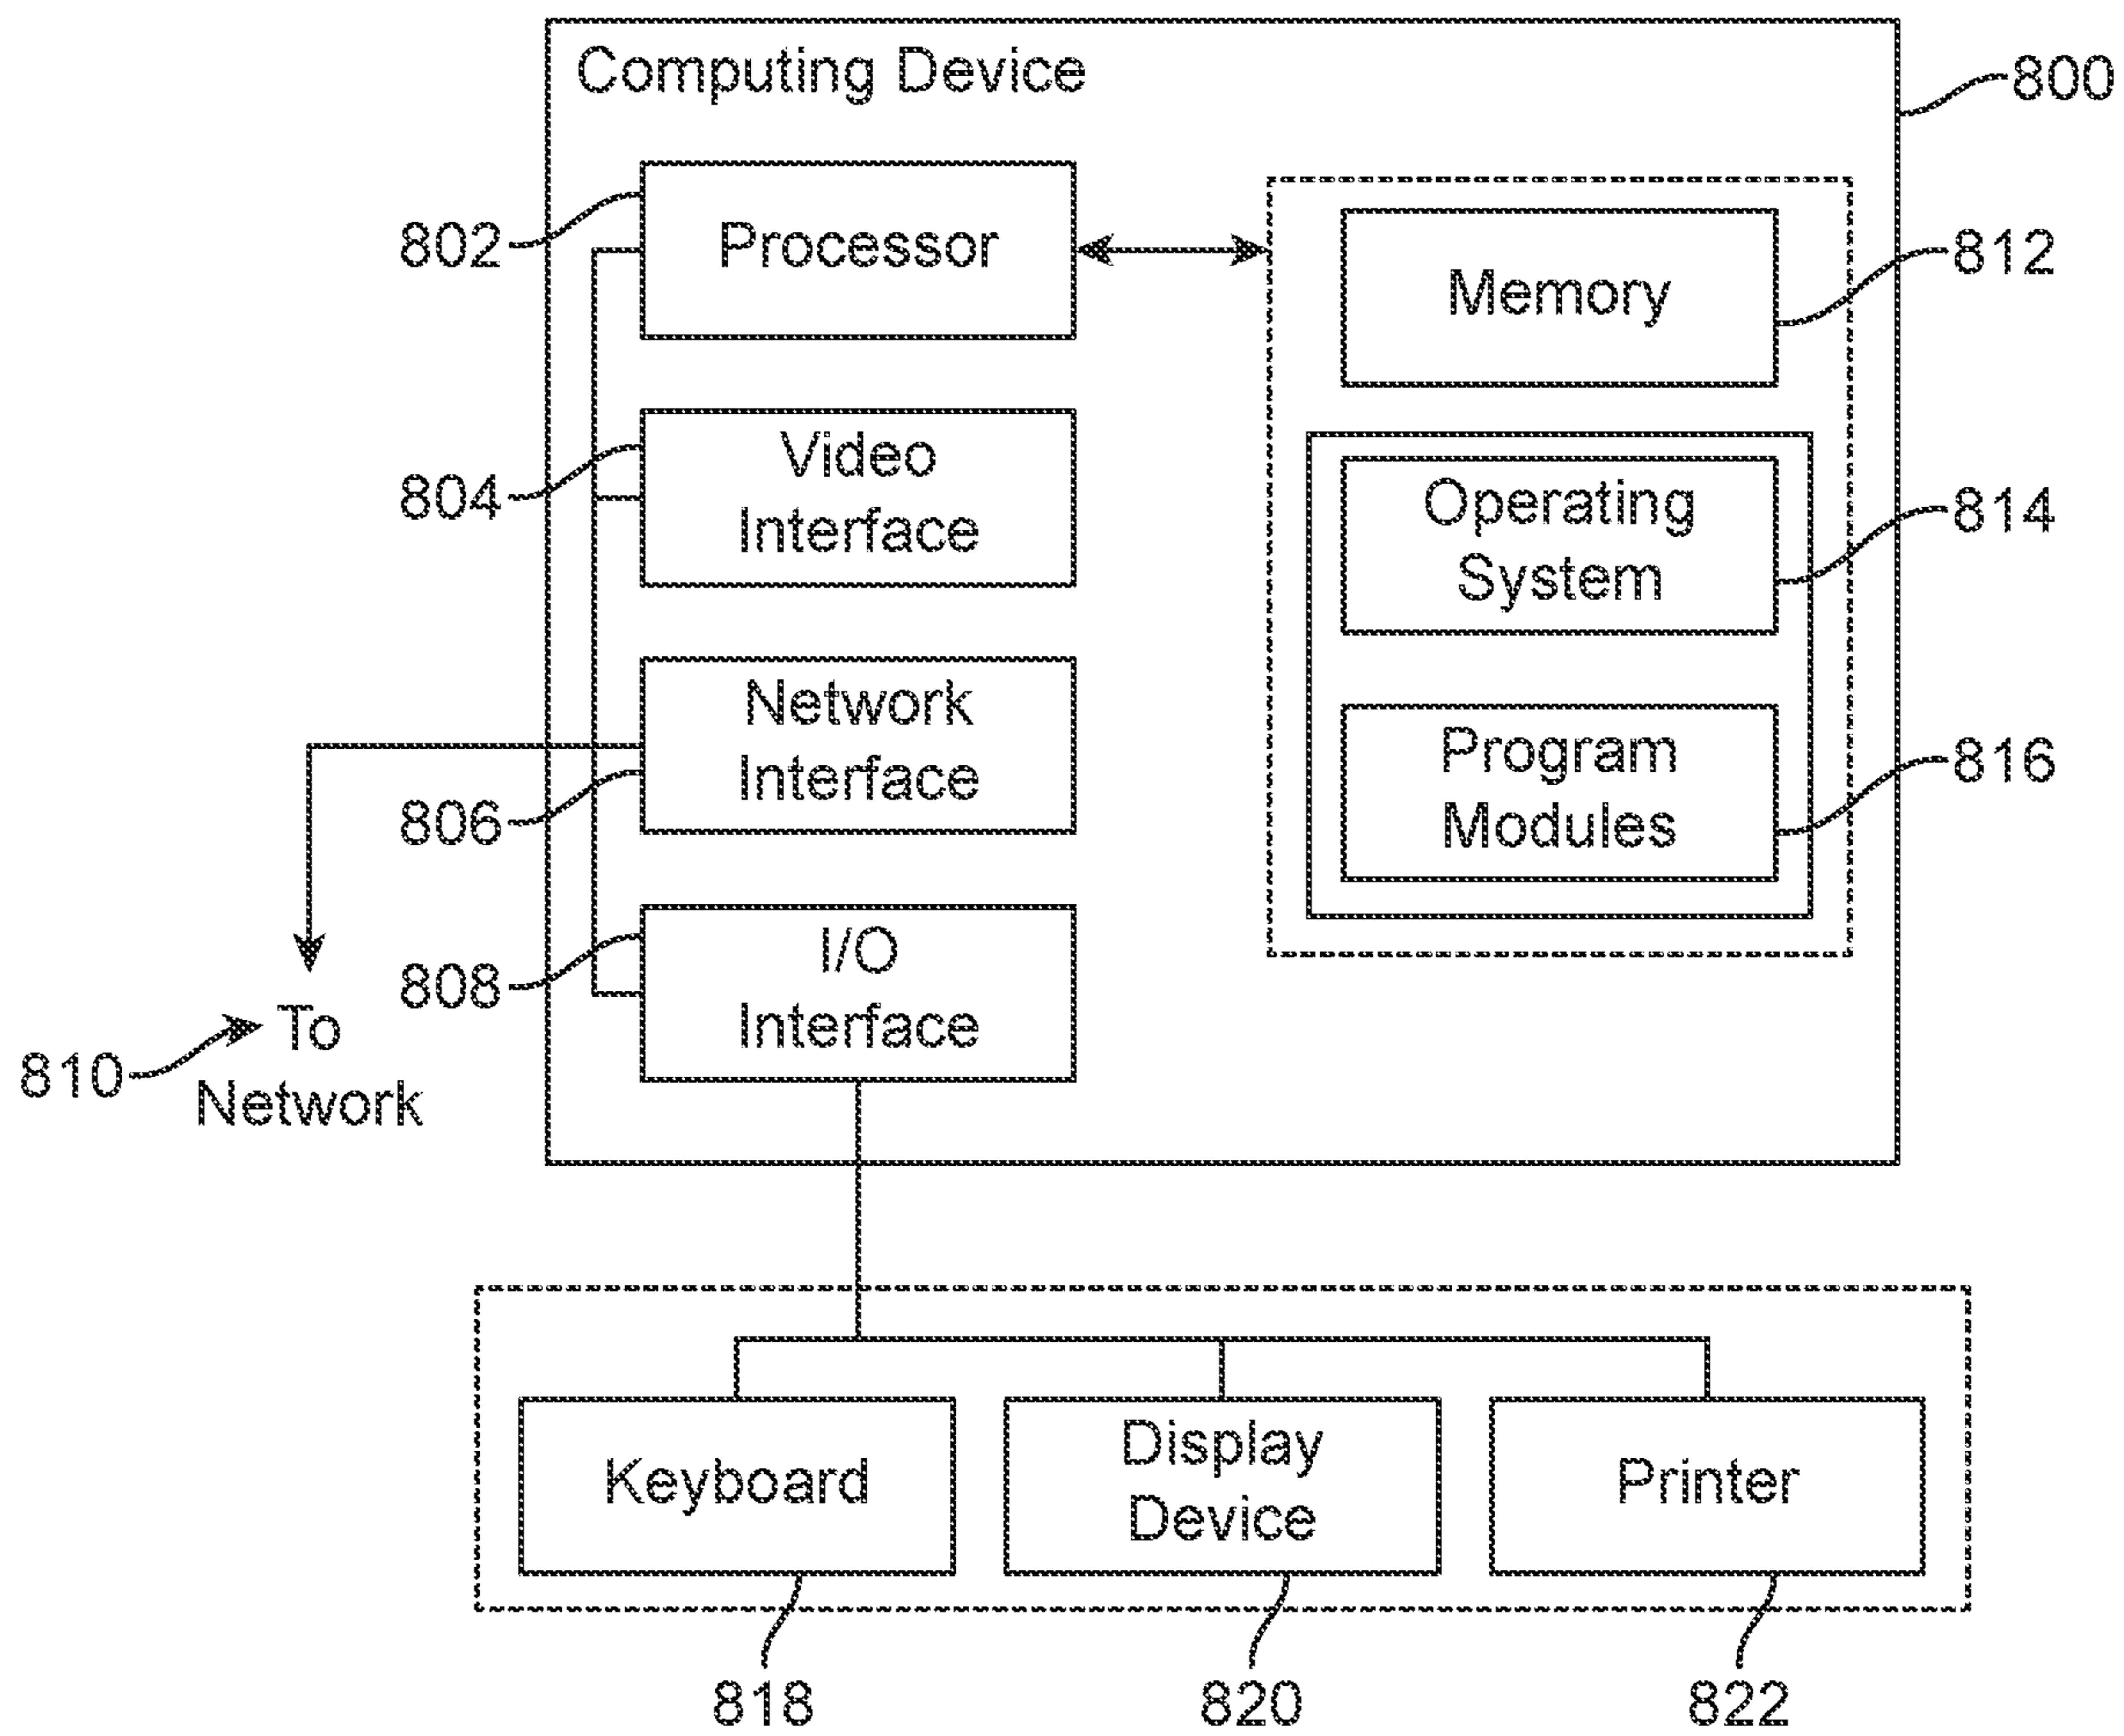 Computing Device
800
802
Processor
Memory
812
804
Video
Interface
Operating
System
814
Network
Interface
806
Program
Modules
816
808
I/O
Interface
810
To
Network
Keyboard
Display
Device
Printer
818
820
822